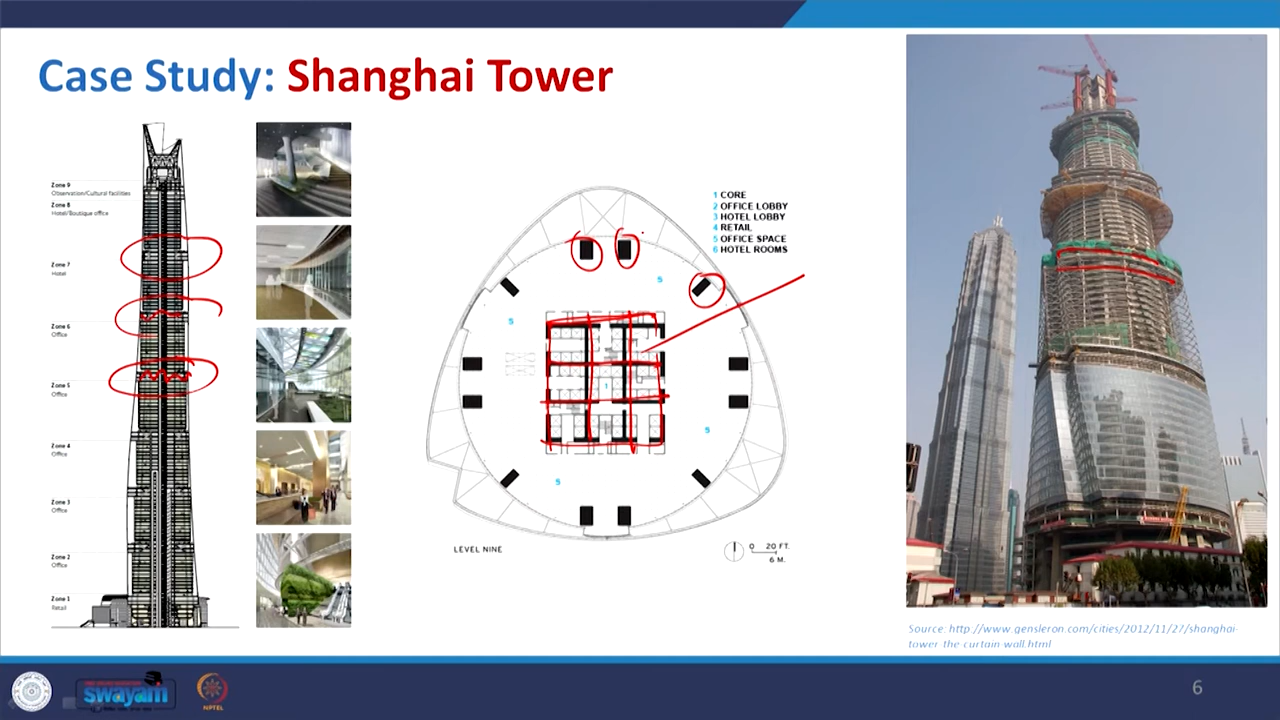 Case Study: Shanghai Tower
Zone 9
Observation/Cultural facilities
Zone 8
Hotel/Boutique office
Zone 7
Hotel
Zone 6
Office
Zone 5
Office
Zone 4
Office
Zone 3
Office
Zone 2
Office
Zone 1
Retail
1 CORE
2 OFFICE LOBBY
3 HOTEL LOBBY
4 RETAIL
5 OFFICE SPACE
6 HOTEL ROOMS
5
5
1
5
5
LEVEL NINE
0 20 FT.
6 M.
Source: http://www.gensleron.com/cities/2012/11/27/shanghai-
tower-the-curtain-wall.html
swayam
NPTEL
6